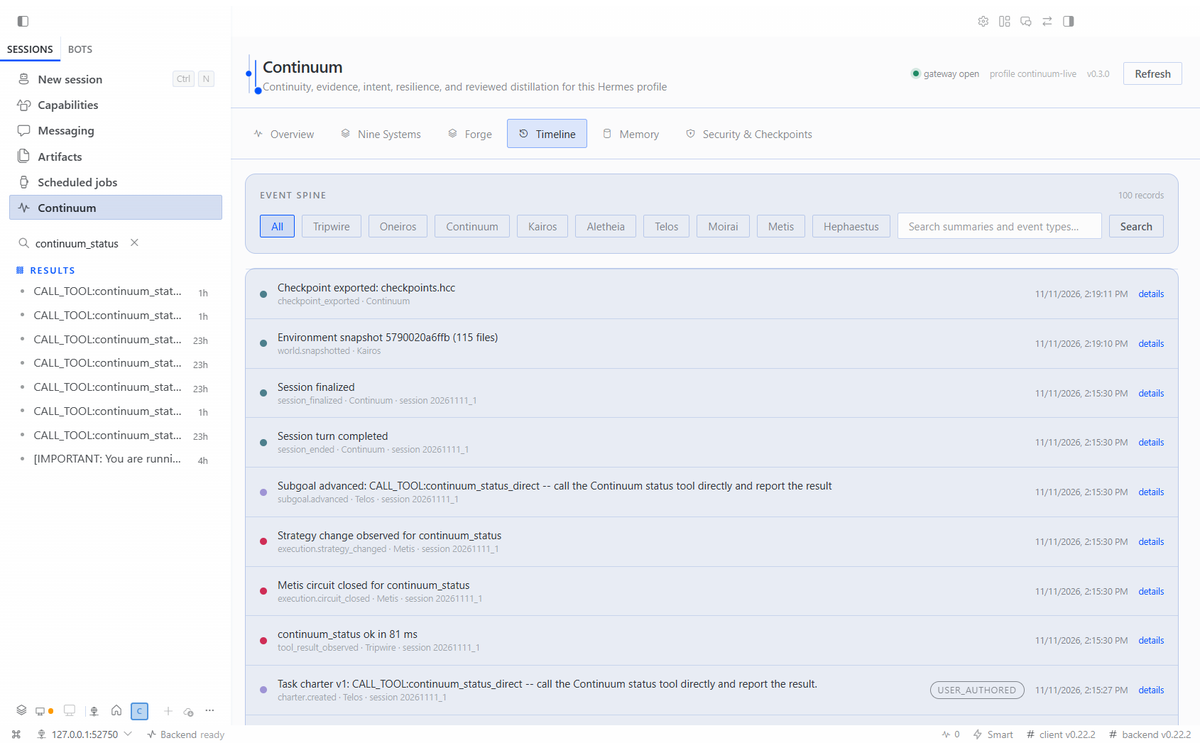 SESSIONS BOTS
New session Ctrl N
Capabilities
Messaging
Artifacts
Scheduled jobs
Continuum
continuum_status
RESULTS
CALL_TOOL:continuum_stat... 1h
CALL_TOOL:continuum_stat... 1h
CALL_TOOL:continuum_stat... 23h
CALL_TOOL:continuum_stat... 23h
CALL_TOOL:continuum_stat... 23h
CALL_TOOL:continuum_stat... 1h
CALL_TOOL:continuum_stat... 23h
[IMPORTANT: You are runni... 4h
C
127.0.0.1:52750 Backend ready
Continuum
Continuity, evidence, intent, resilience, and reviewed distillation for this Hermes profile
gateway open profile continuum-live v0.3.0 Refresh
Overview Nine Systems Forge Timeline Memory Security & Checkpoints
EVENT SPINE 100 records
All Tripwire Oneiros Continuum Kairos Aletheia Telos Moirai Metis Hephaestus Search summaries and event types... Search
Checkpoint exported: checkpoints.hcc
checkpoint_exported · Continuum
11/11/2026, 2:19:11 PM details
Environment snapshot 5790020a6ffb (115 files)
world.snapshotted · Kairos
11/11/2026, 2:19:10 PM details
Session finalized
session_finalized · Continuum · session 20261111_1
11/11/2026, 2:15:30 PM details
Session turn completed
session_ended · Continuum · session 20261111_1
11/11/2026, 2:15:30 PM details
Subgoal advanced: CALL_TOOL:continuum_status_direct -- call the Continuum status tool directly and report the result
subgoal.advanced · Telos · session 20261111_1
11/11/2026, 2:15:30 PM details
Strategy change observed for continuum_status
execution.strategy_changed · Metis · session 20261111_1
11/11/2026, 2:15:30 PM details
Metis circuit closed for continuum_status
execution.circuit_closed · Metis · session 20261111_1
11/11/2026, 2:15:30 PM details
continuum_status ok in 81 ms
tool_result_observed · Tripwire · session 20261111_1
11/11/2026, 2:15:30 PM details
Task charter v1: CALL_TOOL:continuum_status_direct -- call the Continuum status tool directly and report the result.
charter.created · Telos · session 20261111_1
USER_AUTHORED 11/11/2026, 2:15:27 PM details
0 Smart # client v0.22.2 # backend v0.22.2